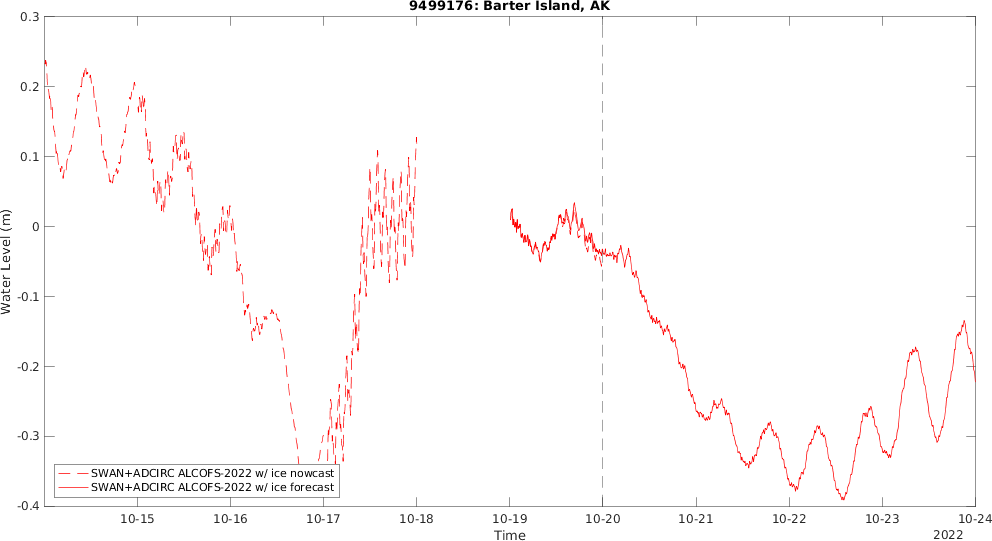 9499176: Barter Island, AK
0.3
0.2
0.1
0
-0.1
-0.2
-0.3
-0.4
Water Level (m)
SWAN+ADCIRC ALCOFS-2022 w/ ice nowcast
SWAN+ADCIRC ALCOFS-2022 w/ ice forecast
10-15 10-16 10-17 10-18 10-19 10-20 10-21 10-22 10-23 10-24
Time
2022